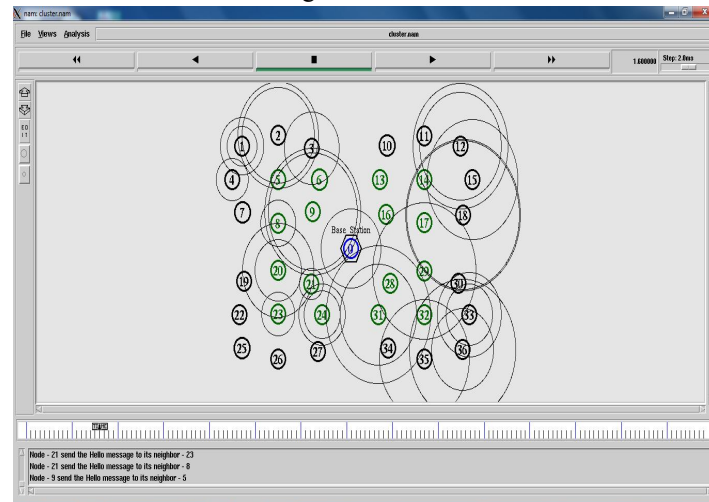 nam: cluster.nam
File Views Analysis cluster.nam
1.600000 Step: 2.0ms
1 2 3 10 11 12
4 5 6 13 14 15
7 8 9 16 17 18
Base Station
0
19 20 21 28 29 30
22 23 24 31 32 33
25 26 27 34 35 36
TIME
Node - 21 send the Hello message to its neighbor - 23
Node - 21 send the Hello message to its neighbor - 8
Node - 9 send the Hello message to its neighbor - 5